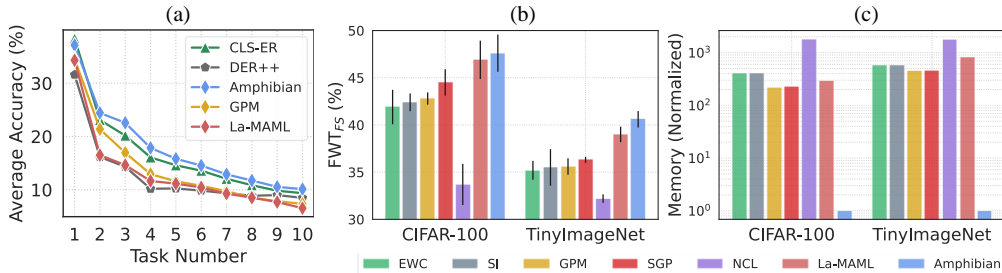 (a)
Average Accuracy (%)
30
20
10
1 2 3 4 5 6 7 8 9 10
Task Number
CLS-ER
DER++
Amphibian
GPM
La-MAML
(b)
FWT_FS (%)
50
45
40
35
30
CIFAR-100 TinyImageNet
(c)
Memory (Normalized)
10^3
10^2
10^1
10^0
CIFAR-100 TinyImageNet
EWC SI GPM SGP NCL La-MAML Amphibian